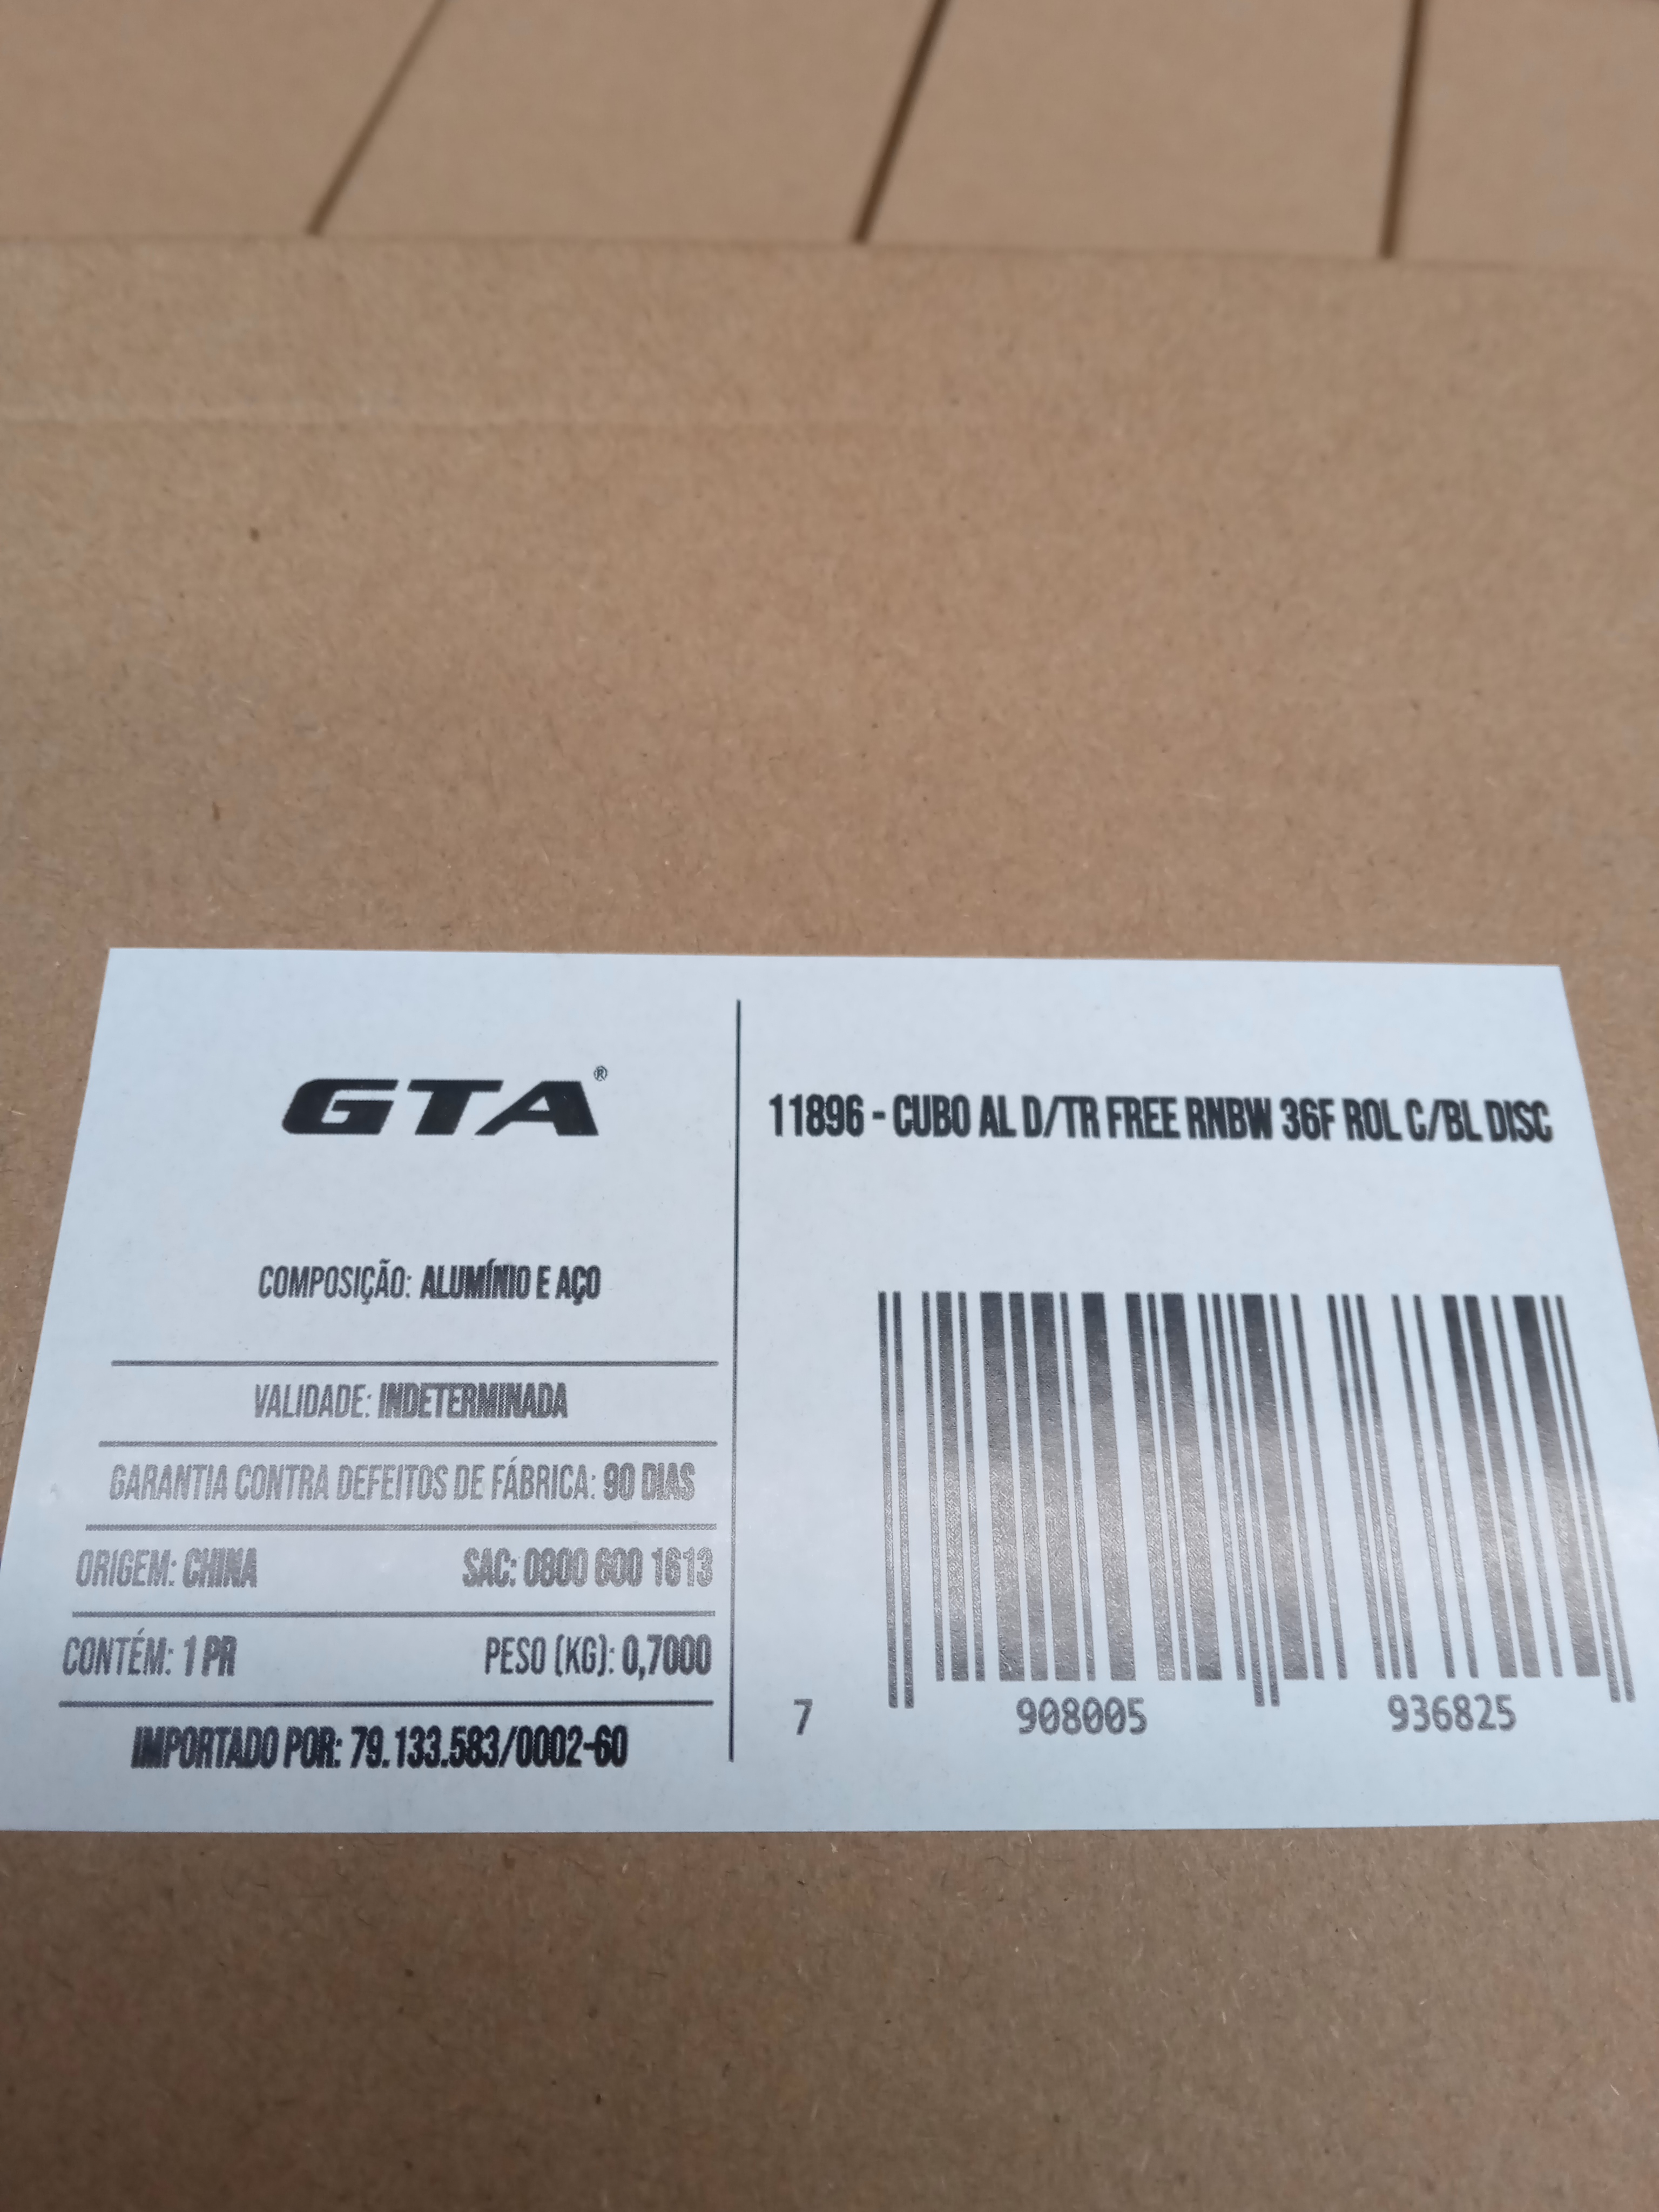 GTA®
COMPOSIÇÃO: ALUMÍNIO E AÇO
VALIDADE: INDETERMINADA
GARANTIA CONTRA DEFEITOS DE FÁBRICA: 90 DIAS
ORIGEM: CHINA SAC: 0800 600 1613
CONTÉM: 1 PR PESO (KG): 0,7000
IMPORTADO POR: 79.133.583/0002-60
11896 - CUBO AL D/TR FREE RNBW 36F ROL C/BL DISC
7 908005 936825